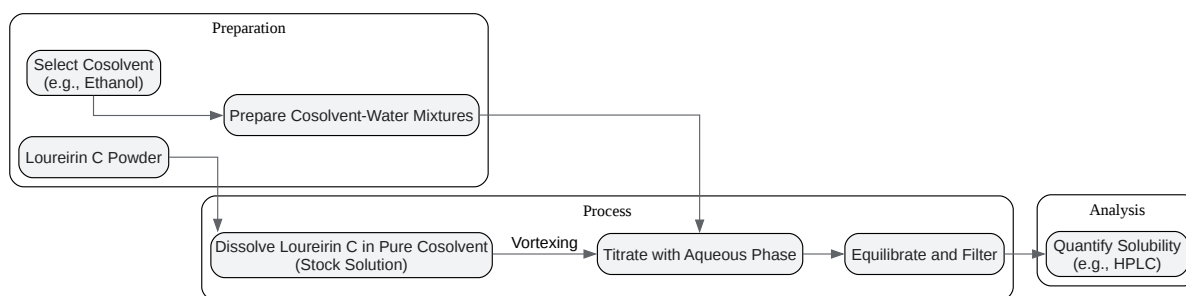 Preparation
Select Cosolvent
(e.g., Ethanol)
Prepare Cosolvent-Water Mixtures
Loureirin C Powder
Process
Dissolve Loureirin C in Pure Cosolvent
(Stock Solution)
Vortexing
Titrate with Aqueous Phase
Equilibrate and Filter
Analysis
Quantify Solubility
(e.g., HPLC)